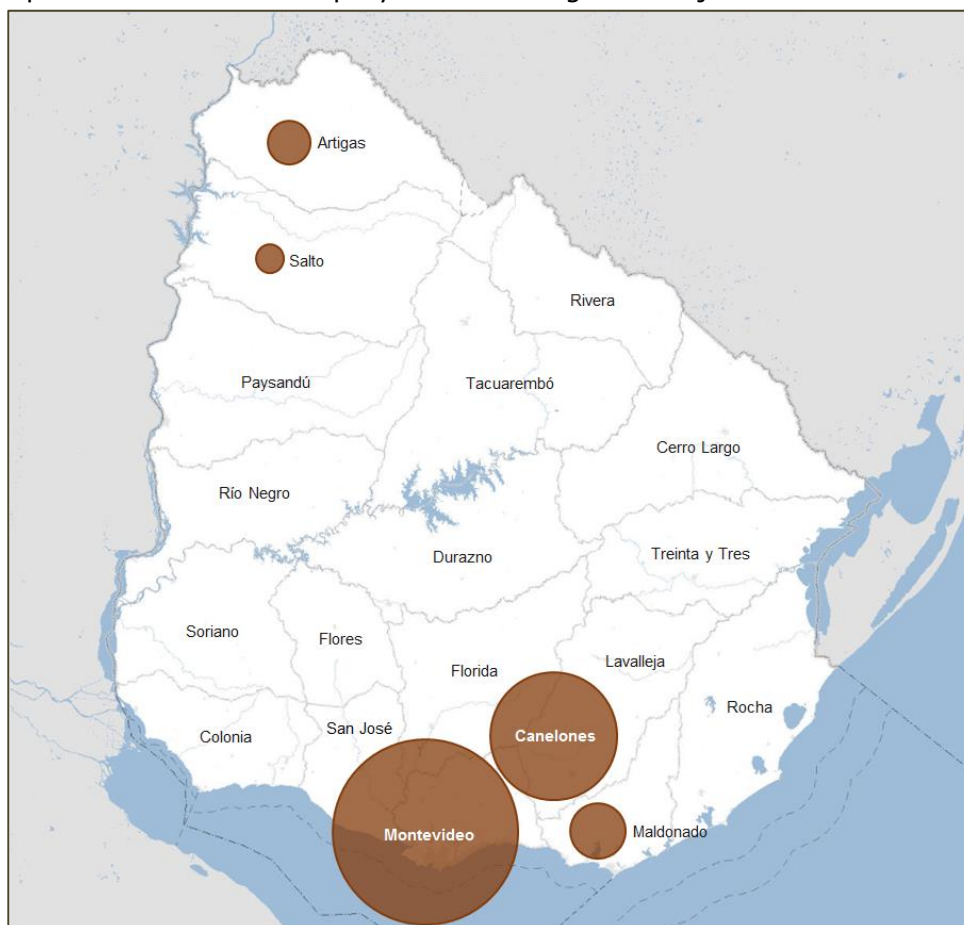 Artigas
Salto
Rivera
Paysandú
Tacuarembó
Cerro Largo
Río Negro
Durazno
Treinta y Tres
Soriano
Flores
Florida
Lavalleja
Rocha
Colonia
San José
Canelones
Montevideo
Maldonado